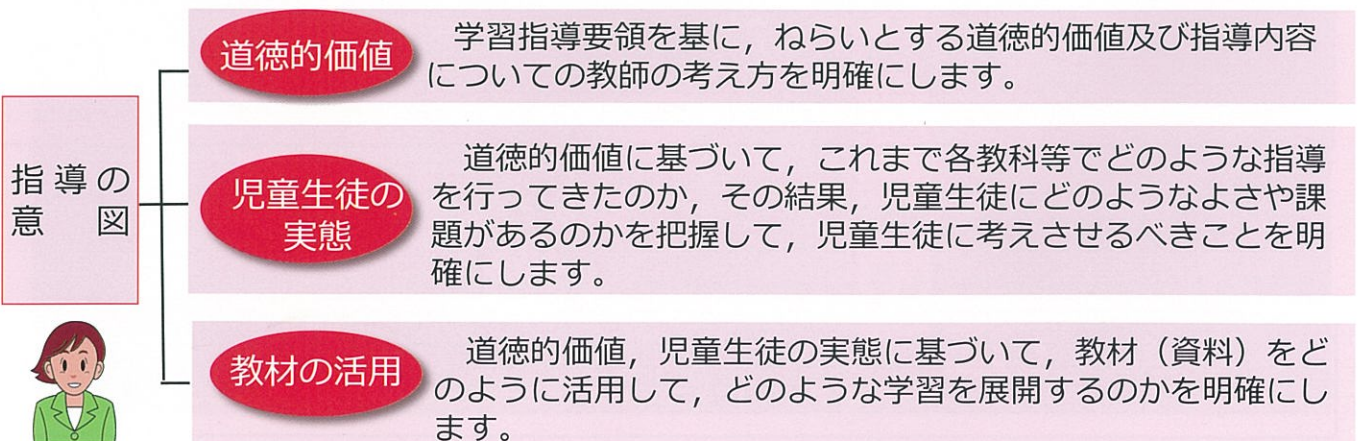 指導の
意図
道徳的価値
学習指導要領を基に，ねらいとする道徳的価値及び指導内容
についての教師の考え方を明確にします。
児童生徒の
実態
道徳的価値に基づいて，これまで各教科等でどのような指導
を行ってきたのか，その結果，児童生徒にどのようなよさや課
題があるのかを把握して，児童生徒に考えさせるべきことを明
確にします。
教材の活用
道徳的価値，児童生徒の実態に基づいて，教材（資料）をど
のように活用して，どのような学習を展開するのかを明確にし
ます。